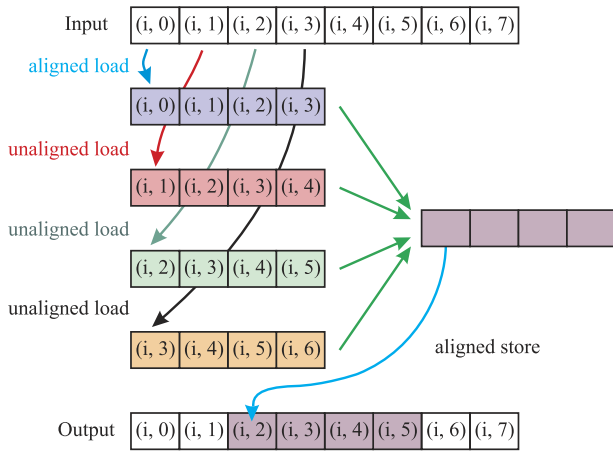 Input (i, 0) (i, 1) (i, 2) (i, 3) (i, 4) (i, 5) (i, 6) (i, 7)
aligned load
(i, 0) (i, 1) (i, 2) (i, 3)
unaligned load
(i, 1) (i, 2) (i, 3) (i, 4)
unaligned load
(i, 2) (i, 3) (i, 4) (i, 5)
unaligned load
(i, 3) (i, 4) (i, 5) (i, 6)
aligned store
Output (i, 0) (i, 1) (i, 2) (i, 3) (i, 4) (i, 5) (i, 6) (i, 7)